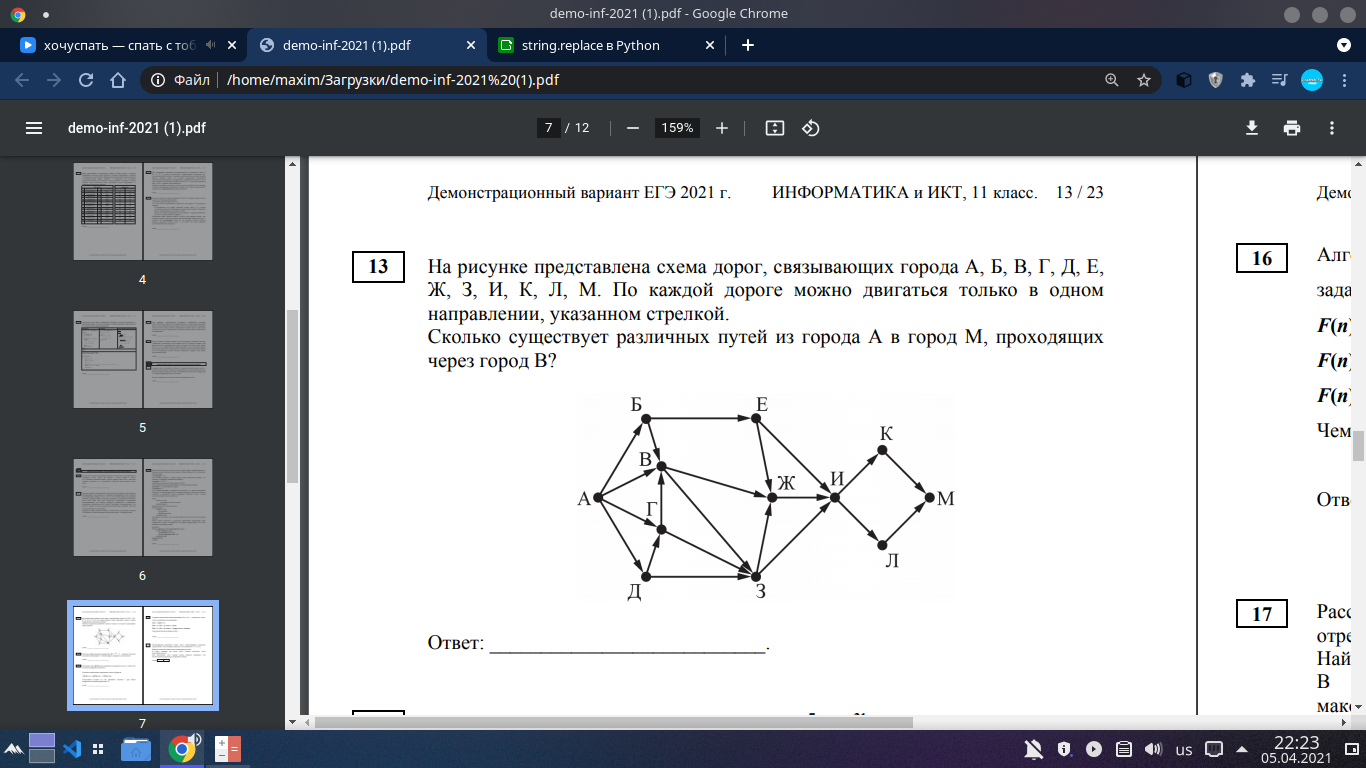 demo-inf-2021 (1).pdf - Google Chrome
хочуспать — спать с тоб
demo-inf-2021 (1).pdf
string.replace в Python
Файл
/home/maxim/Загрузки/demo-inf-2021%20(1).pdf
demo-inf-2021 (1).pdf
7 / 12
159%
4
5
6
7
Демонстрационный вариант ЕГЭ 2021 г. ИНФОРМАТИКА и ИКТ, 11 класс. 13 / 23
13
На рисунке представлена схема дорог, связывающих города А, Б, В, Г, Д, Е,
Ж, З, И, К, Л, М. По каждой дороге можно двигаться только в одном
направлении, указанном стрелкой.
Сколько существует различных путей из города А в город М, проходящих
через город В?
Б
Е
К
В
Ж
И
А
М
Г
Л
Д
З
Ответ: ___________________________.
Демо
16
Алг
зада
F(n)
F(n)
F(n)
Чем
Отв
17
Расс
отре
Най
В
мак
us
22:23
05.04.2021